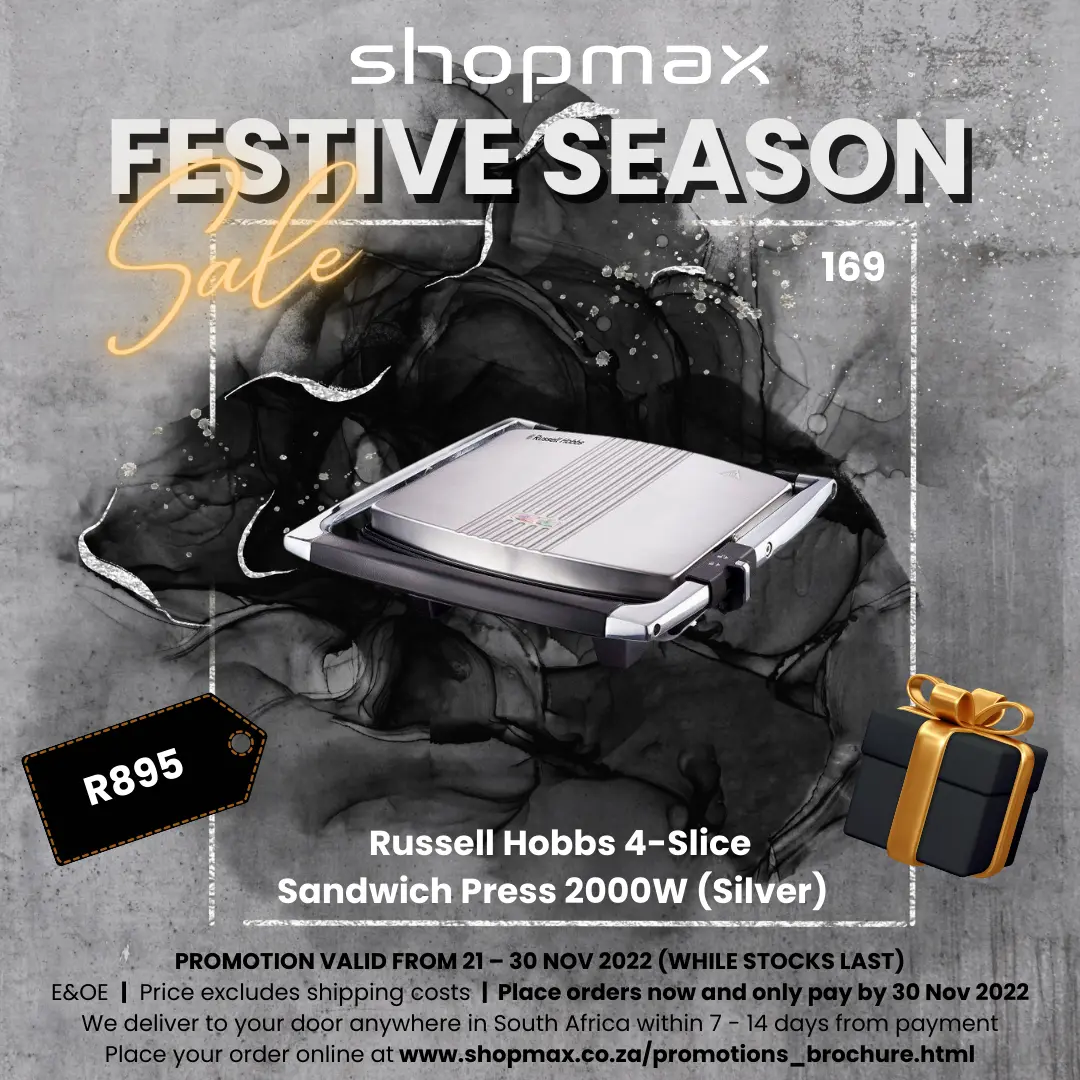 shopmax
FESTIVE SEASON
Sale
169
Russell Hobbs
R895
Russell Hobbs 4-Slice
Sandwich Press 2000W (Silver)
PROMOTION VALID FROM 21 – 30 NOV 2022 (WHILE STOCKS LAST)
E&OE | Price excludes shipping costs | Place orders now and only pay by 30 Nov 2022
We deliver to your door anywhere in South Africa within 7 - 14 days from payment
Place your order online at www.shopmax.co.za/promotions_brochure.html